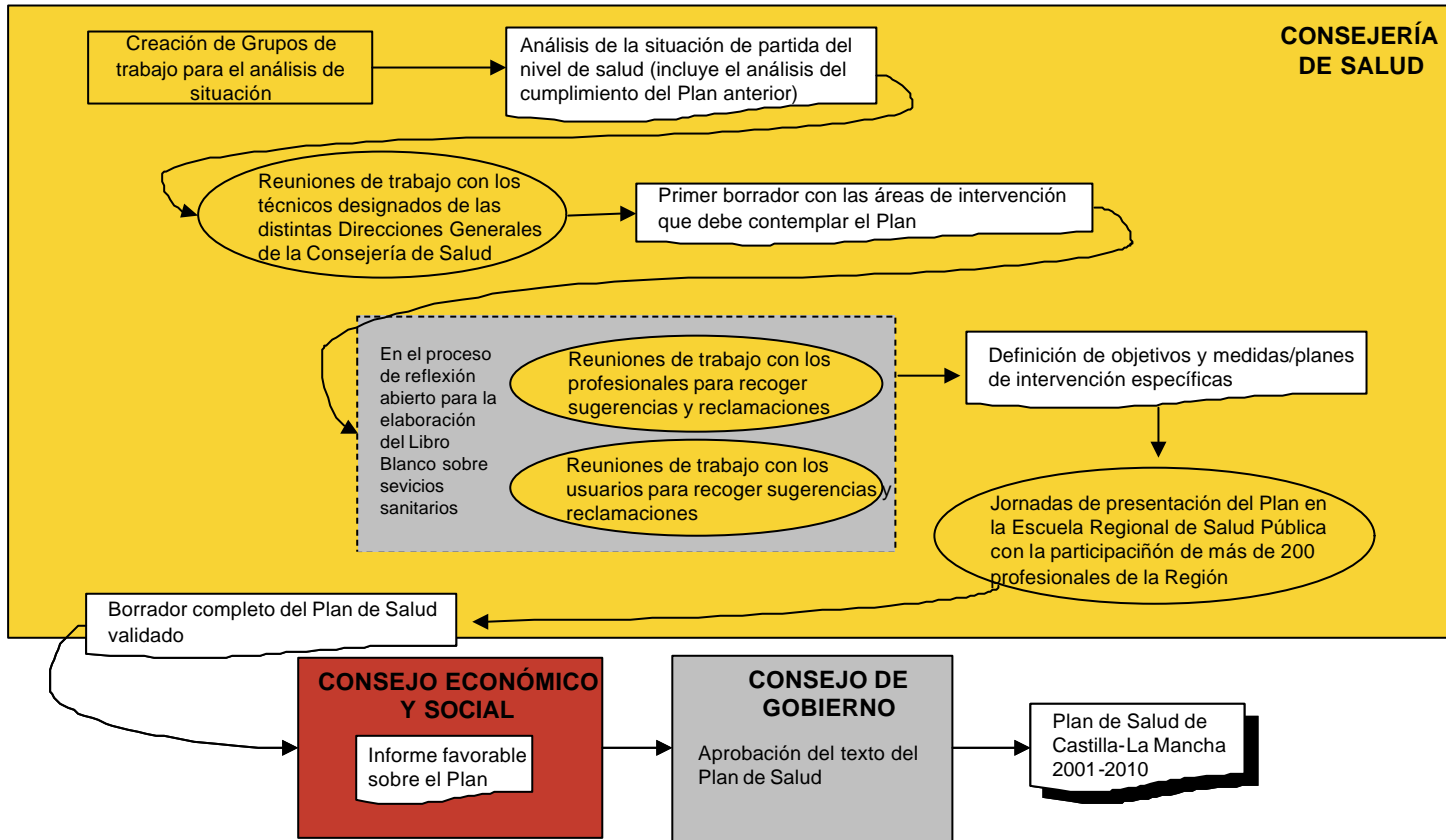 CONSEJERÍA
DE SALUD
Creación de Grupos de
trabajo para el análisis de
situación
Análisis de la situación de partida del
nivel de salud (incluye el análisis del
cumplimiento del Plan anterior)
Reuniones de trabajo con los
técnicos designados de las
distintas Direcciones Generales
de la Consejería de Salud
Primer borrador con las áreas de intervención
que debe contemplar el Plan
En el proceso
de reflexión
abierto para la
elaboración
del Libro
Blanco sobre
sevicios
sanitarios
Reuniones de trabajo con los
profesionales para recoger
sugerencias y reclamaciones
Reuniones de trabajo con los
usuarios para recoger sugerencias y
reclamaciones
Definición de objetivos y medidas/planes
de intervención específicas
Jornadas de presentación del Plan en
la Escuela Regional de Salud Pública
con la participaciñón de más de 200
profesionales de la Región
Borrador completo del Plan de Salud
validado
CONSEJO ECONÓMICO
Y SOCIAL
Informe favorable
sobre el Plan
CONSEJO DE
GOBIERNO
Aprobación del texto del
Plan de Salud
Plan de Salud de
Castilla-La Mancha
2001-2010